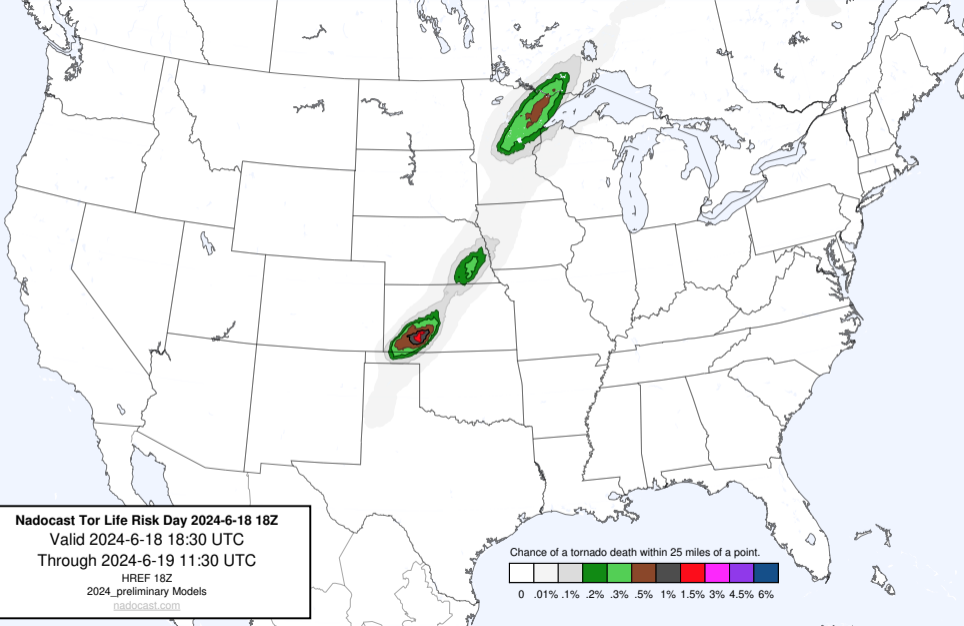 Nadocast Tor Life Risk Day 2024-6-18 18Z
Valid 2024-6-18 18:30 UTC
Through 2024-6-19 11:30 UTC
HREF 18Z
2024_preliminary Models
nadocast.com
Chance of a tornado death within 25 miles of a point.
0 .01% .1% .2% .3% .5% 1% 1.5% 3% 4.5% 6%